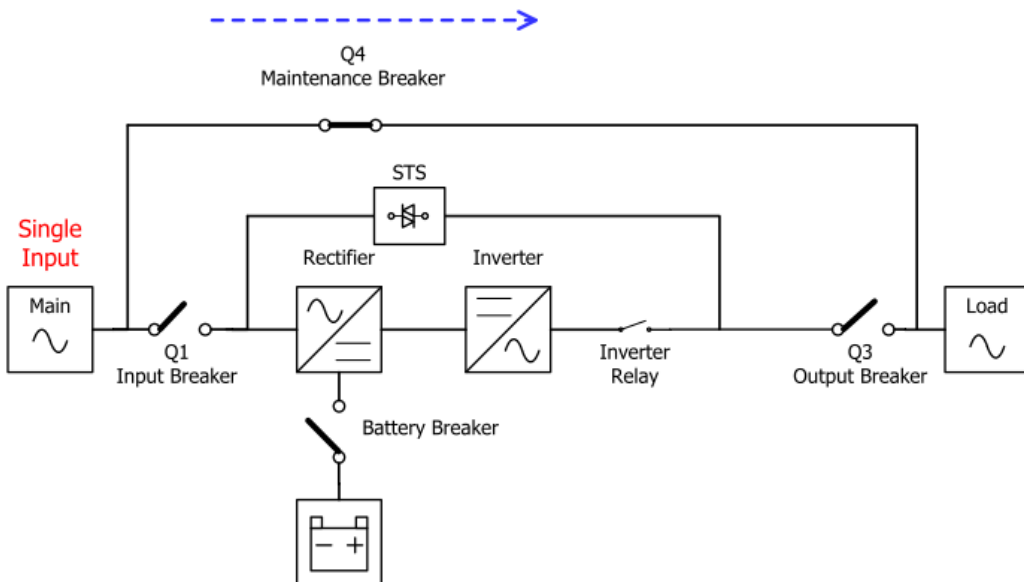 Q4
Maintenance Breaker
STS
Single
Input
Rectifier
Inverter
Main
Load
Q1
Input Breaker
Inverter
Relay
Q3
Output Breaker
Battery Breaker
− +